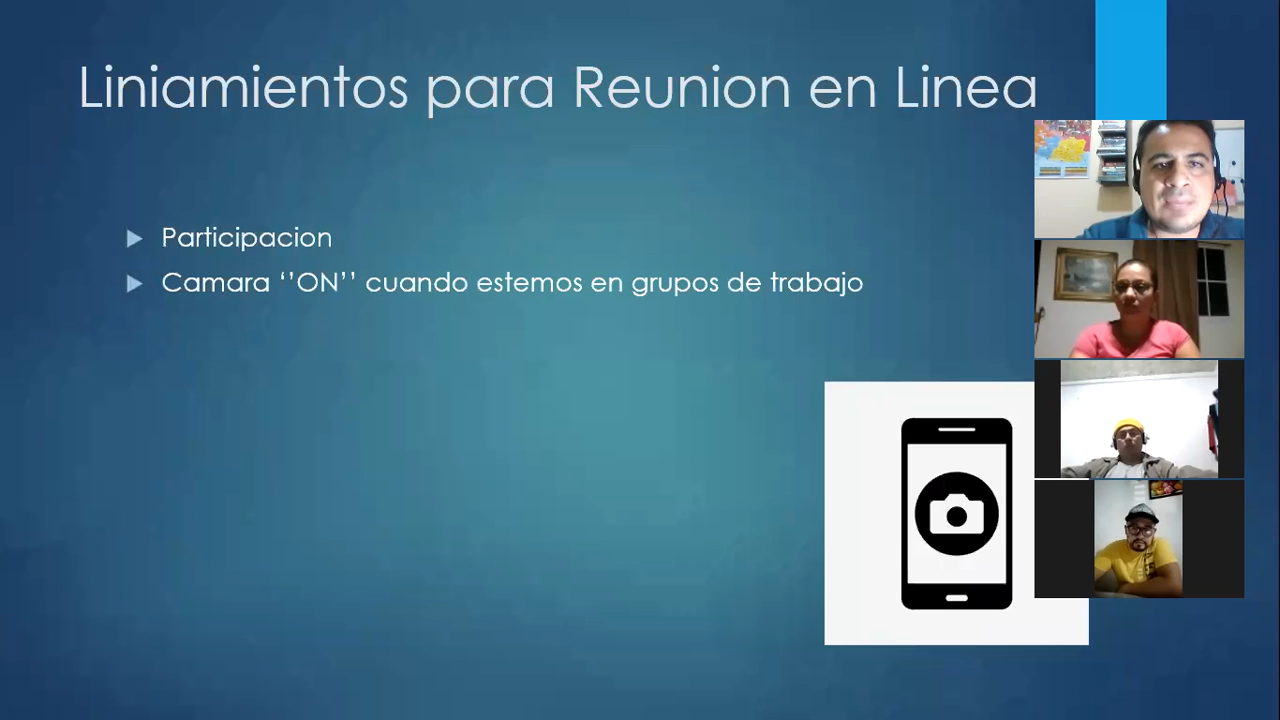 Liniamientos para Reunion en Linea
Participacion
Camara ‘’ON’’ cuando estemos en grupos de trabajo